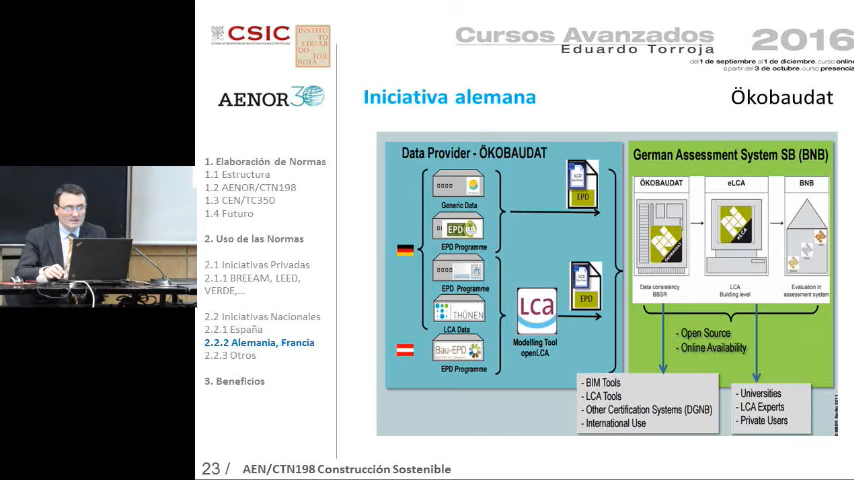 CSIC
INSTITUTO EDUARDO TORROJA
Cursos Avanzados
Eduardo Torroja
2016
del 1 de septiembre al 1 de diciembre, curso online
a partir del 3 de octubre, curso presencial
AENOR 30
Iniciativa alemana
Ökobaudat
1. Elaboración de Normas
1.1 Estructura
1.2 AENOR/CTN198
1.3 CEN/TC350
1.4 Futuro
2. Uso de las Normas
2.1 Iniciativas Privadas
2.1.1 BREEAM, LEED,
VERDE,...
2.2 Iniciativas Nacionales
2.2.1 España
2.2.2 Alemania, Francia
2.2.3 Otros
3. Beneficios
Data Provider - ÖKOBAUDAT
Generic Data
EPD
EPD Programme
EPD Programme
THÜNEN
LCA Data
Bau-EPD
EPD Programme
EPD
Lca
EPD
Modelling Tool
openLCA
German Assessment System SB (BNB)
ÖKOBAUDAT
eLCA
BNB
Data consistency
BBSR
LCA
Building level
Evaluation in
assessment system
- Open Source
- Online Availability
- BIM Tools
- LCA Tools
- Other Certification Systems (DGNB)
- International Use
- Universities
- LCA Experts
- Private Users
23 /
AEN/CTN198 Construcción Sostenible